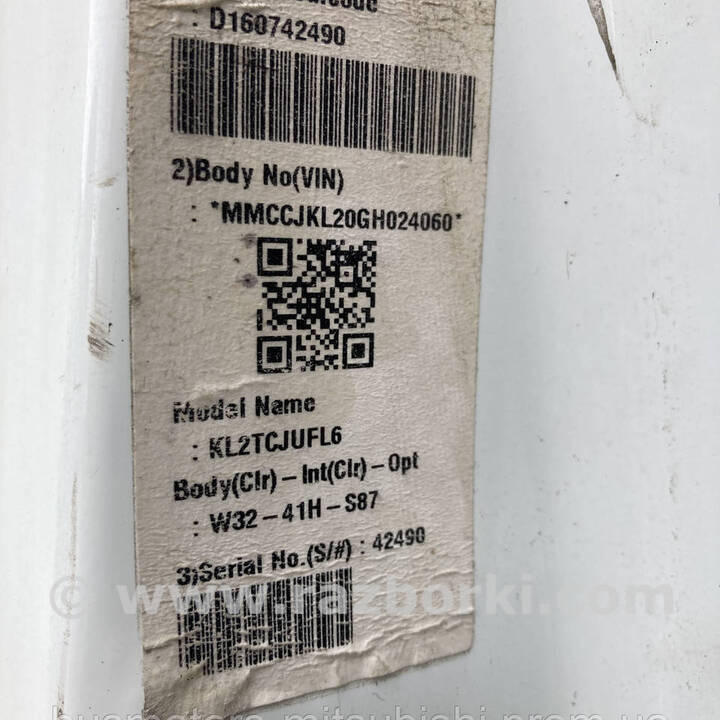 : D160742490
2)Body No(VIN)
: *MMCCJKL20GH024060*
Model Name
: KL2TCJUFL6
Body(Clr)-Int(Clr)-Opt
: W32-41H-S87
3)Serial No.(S/#) : 42490
© www.razborki.com